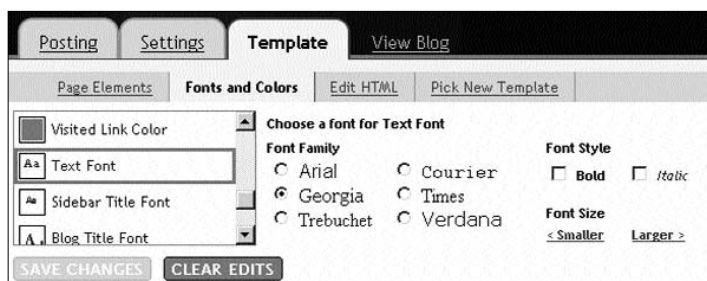 Posting Settings Template View Blog
Page Elements Fonts and Colors Edit HTML Pick New Template
Visited Link Color
Aa Text Font
Aa Sidebar Title Font
A Blog Title Font
Choose a font for Text Font
Font Family
Arial Courier
Georgia Times
Trebuchet Verdana
Font Style
Bold Italic
Font Size
< Smaller Larger >
SAVE CHANGES CLEAR EDITS